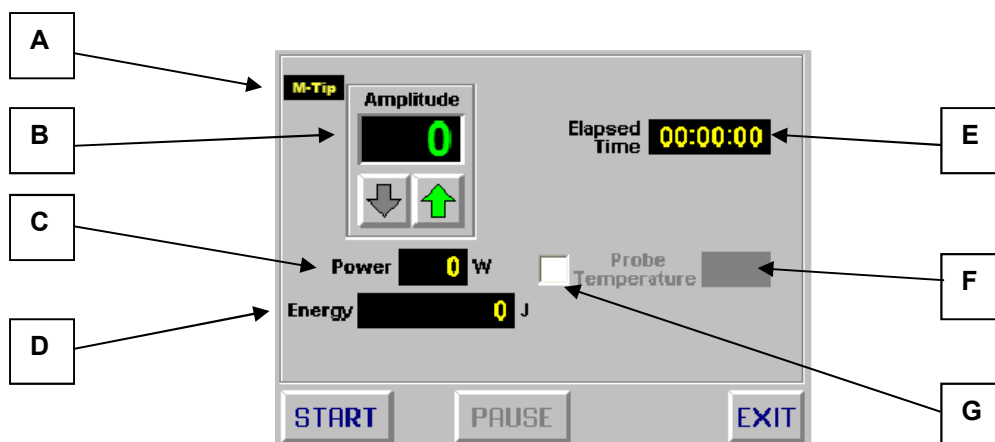 A
M-Tip
Amplitude
B
0
Elapsed
Time
00:00:00
E
C
Power 0 W
Probe
Temperature
F
Energy 0 J
D
START
PAUSE
EXIT
G